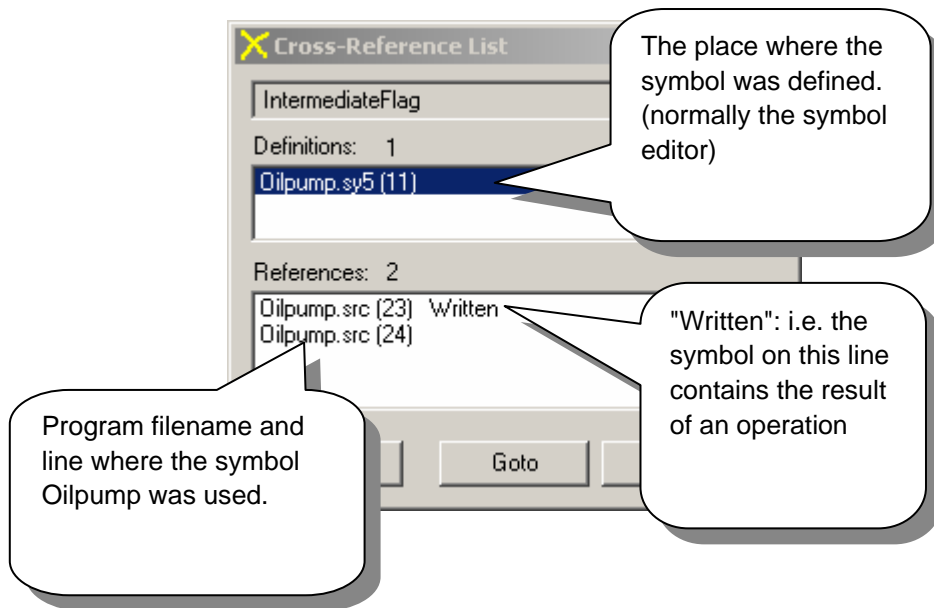 Cross-Reference List
IntermediateFlag
Definitions: 1
Oilpump.sy5 (11)
References: 2
Oilpump.src (23) Written
Oilpump.src (24)
Goto
The place where the
symbol was defined.
(normally the symbol
editor)
"Written": i.e. the
symbol on this line
contains the result
of an operation
Program filename and
line where the symbol
Oilpump was used.